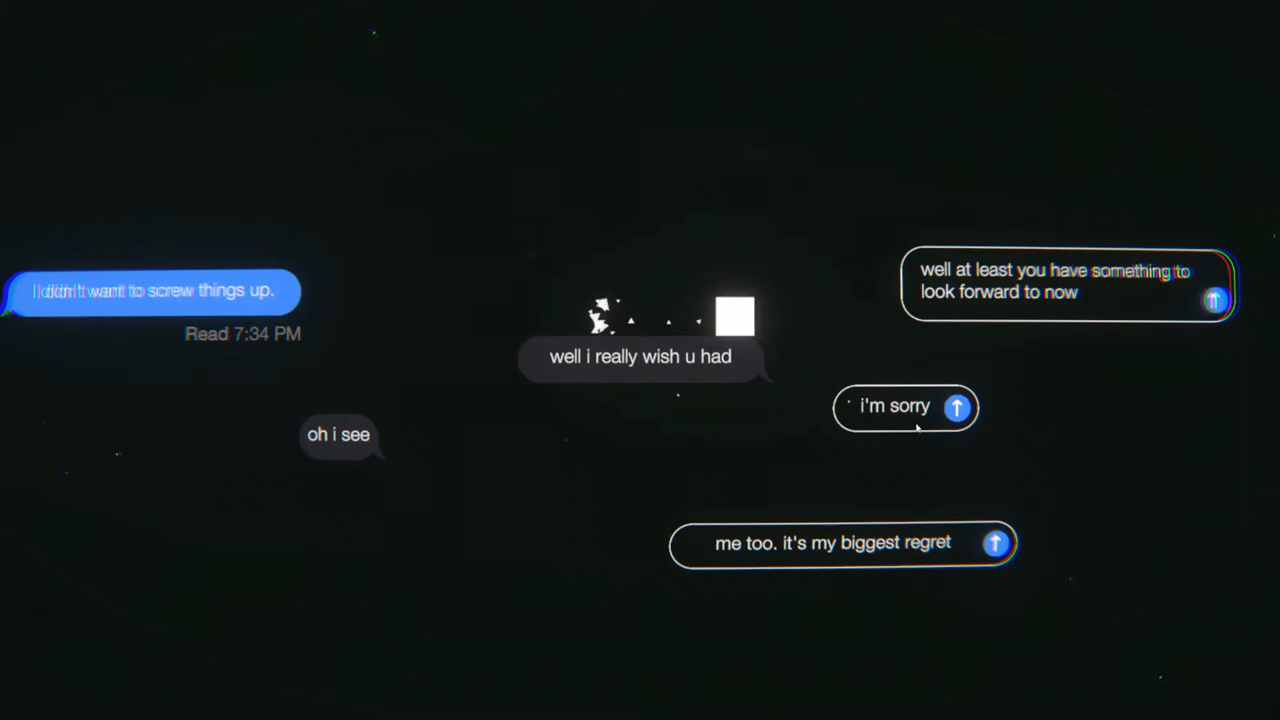 I didn't want to screw things up.
Read 7:34 PM
oh i see
well i really wish u had
well at least you have something to
look forward to now
i'm sorry
me too. it's my biggest regret